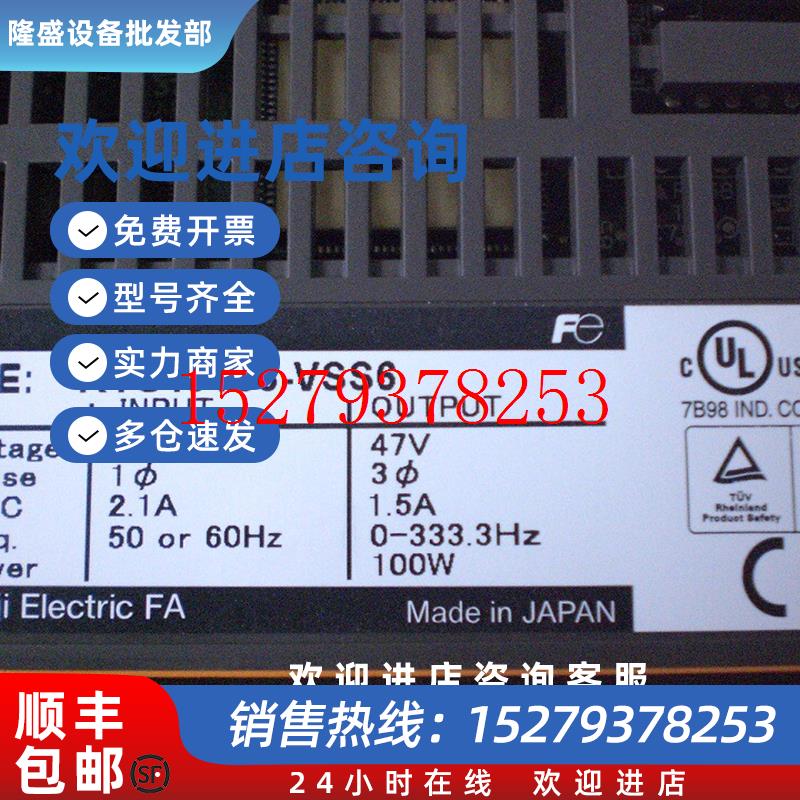 隆盛设备批发部
欢迎进店咨询
免费开票
型号齐全
实力商家
多仓速发
Fe
E: -VSS6
15279378253
INPUT OUTPUT
tage 47V
se 1ϕ 3ϕ
C 2.1A 1.5A
q. 50 or 60Hz 0-333.3Hz
ver 100W
i Electric FA
Made in JAPAN
C UL US
7B98 IND. CO
TÜV
Rheinland
Product Safety
欢迎进店咨询客服
顺丰
包邮
SF
销售热线：15279378253
24小时在线 欢迎进店